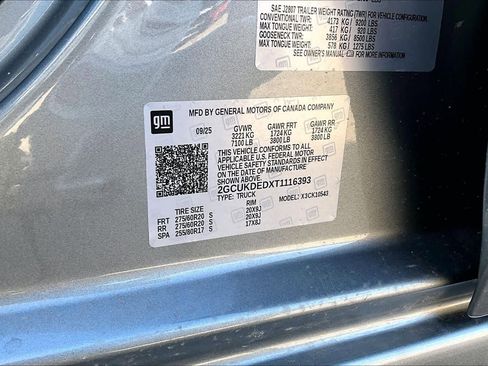 SAE J2807 TRAILER WEIGHT RATING (TWR) FOR VEHICLE CONFIGURATION.
CONVENTIONAL TWR: 4173 KG / 9200 LBS
MAX TONGUE WEIGHT: 417 KG / 920 LBS
GOOSENECK TWR: 3856 KG / 8500 LBS
MAX TONGUE WEIGHT: 578 KG / 1275 LBS
SEE OWNER'S MANUAL FOR MORE INFORMATION.
gm
MFD BY GENERAL MOTORS OF CANADA COMPANY
09/25 GVWR GAWR FRT GAWR RR
3221 KG 1724 KG 1724 KG
7100 LB 3800 LB 3800 LB
THIS VEHICLE CONFORMS TO ALL
APPLICABLE U.S. FEDERAL MOTOR
VEHICLE SAFETY STANDARDS IN EFFECT
ON THE DATE OF MANUFACTURE SHOWN ABOVE.
2GCUKDEDXT1116393
TYPE: TRUCK MODEL: X3CK10543
TIRE SIZE RIM
FRT 275/60R20 S 20X9J
RR 275/60R20 S 20X9J
SPA 255/80R17 S 17X8J